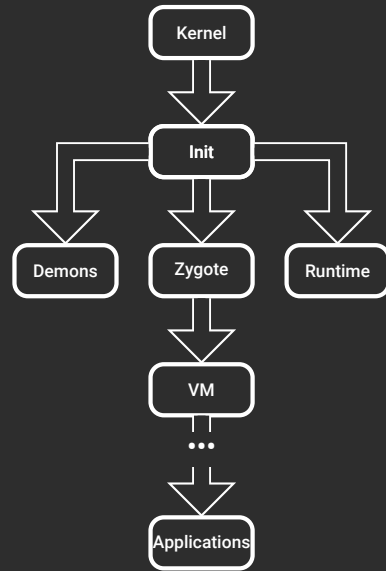 Kernel
Init
Demons
Zygote
Runtime
VM
...
Applications